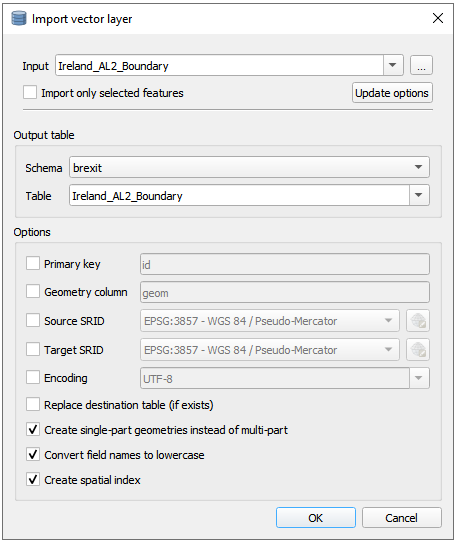 Import vector layer
Input Ireland_AL2_Boundary ...
Import only selected features Update options
Output table
Schema brexit
Table Ireland_AL2_Boundary
Options
Primary key id
Geometry column geom
Source SRID EPSG:3857 - WGS 84 / Pseudo-Mercator
Target SRID EPSG:3857 - WGS 84 / Pseudo-Mercator
Encoding UTF-8
Replace destination table (if exists)
Create single-part geometries instead of multi-part
Convert field names to lowercase
Create spatial index
OK Cancel